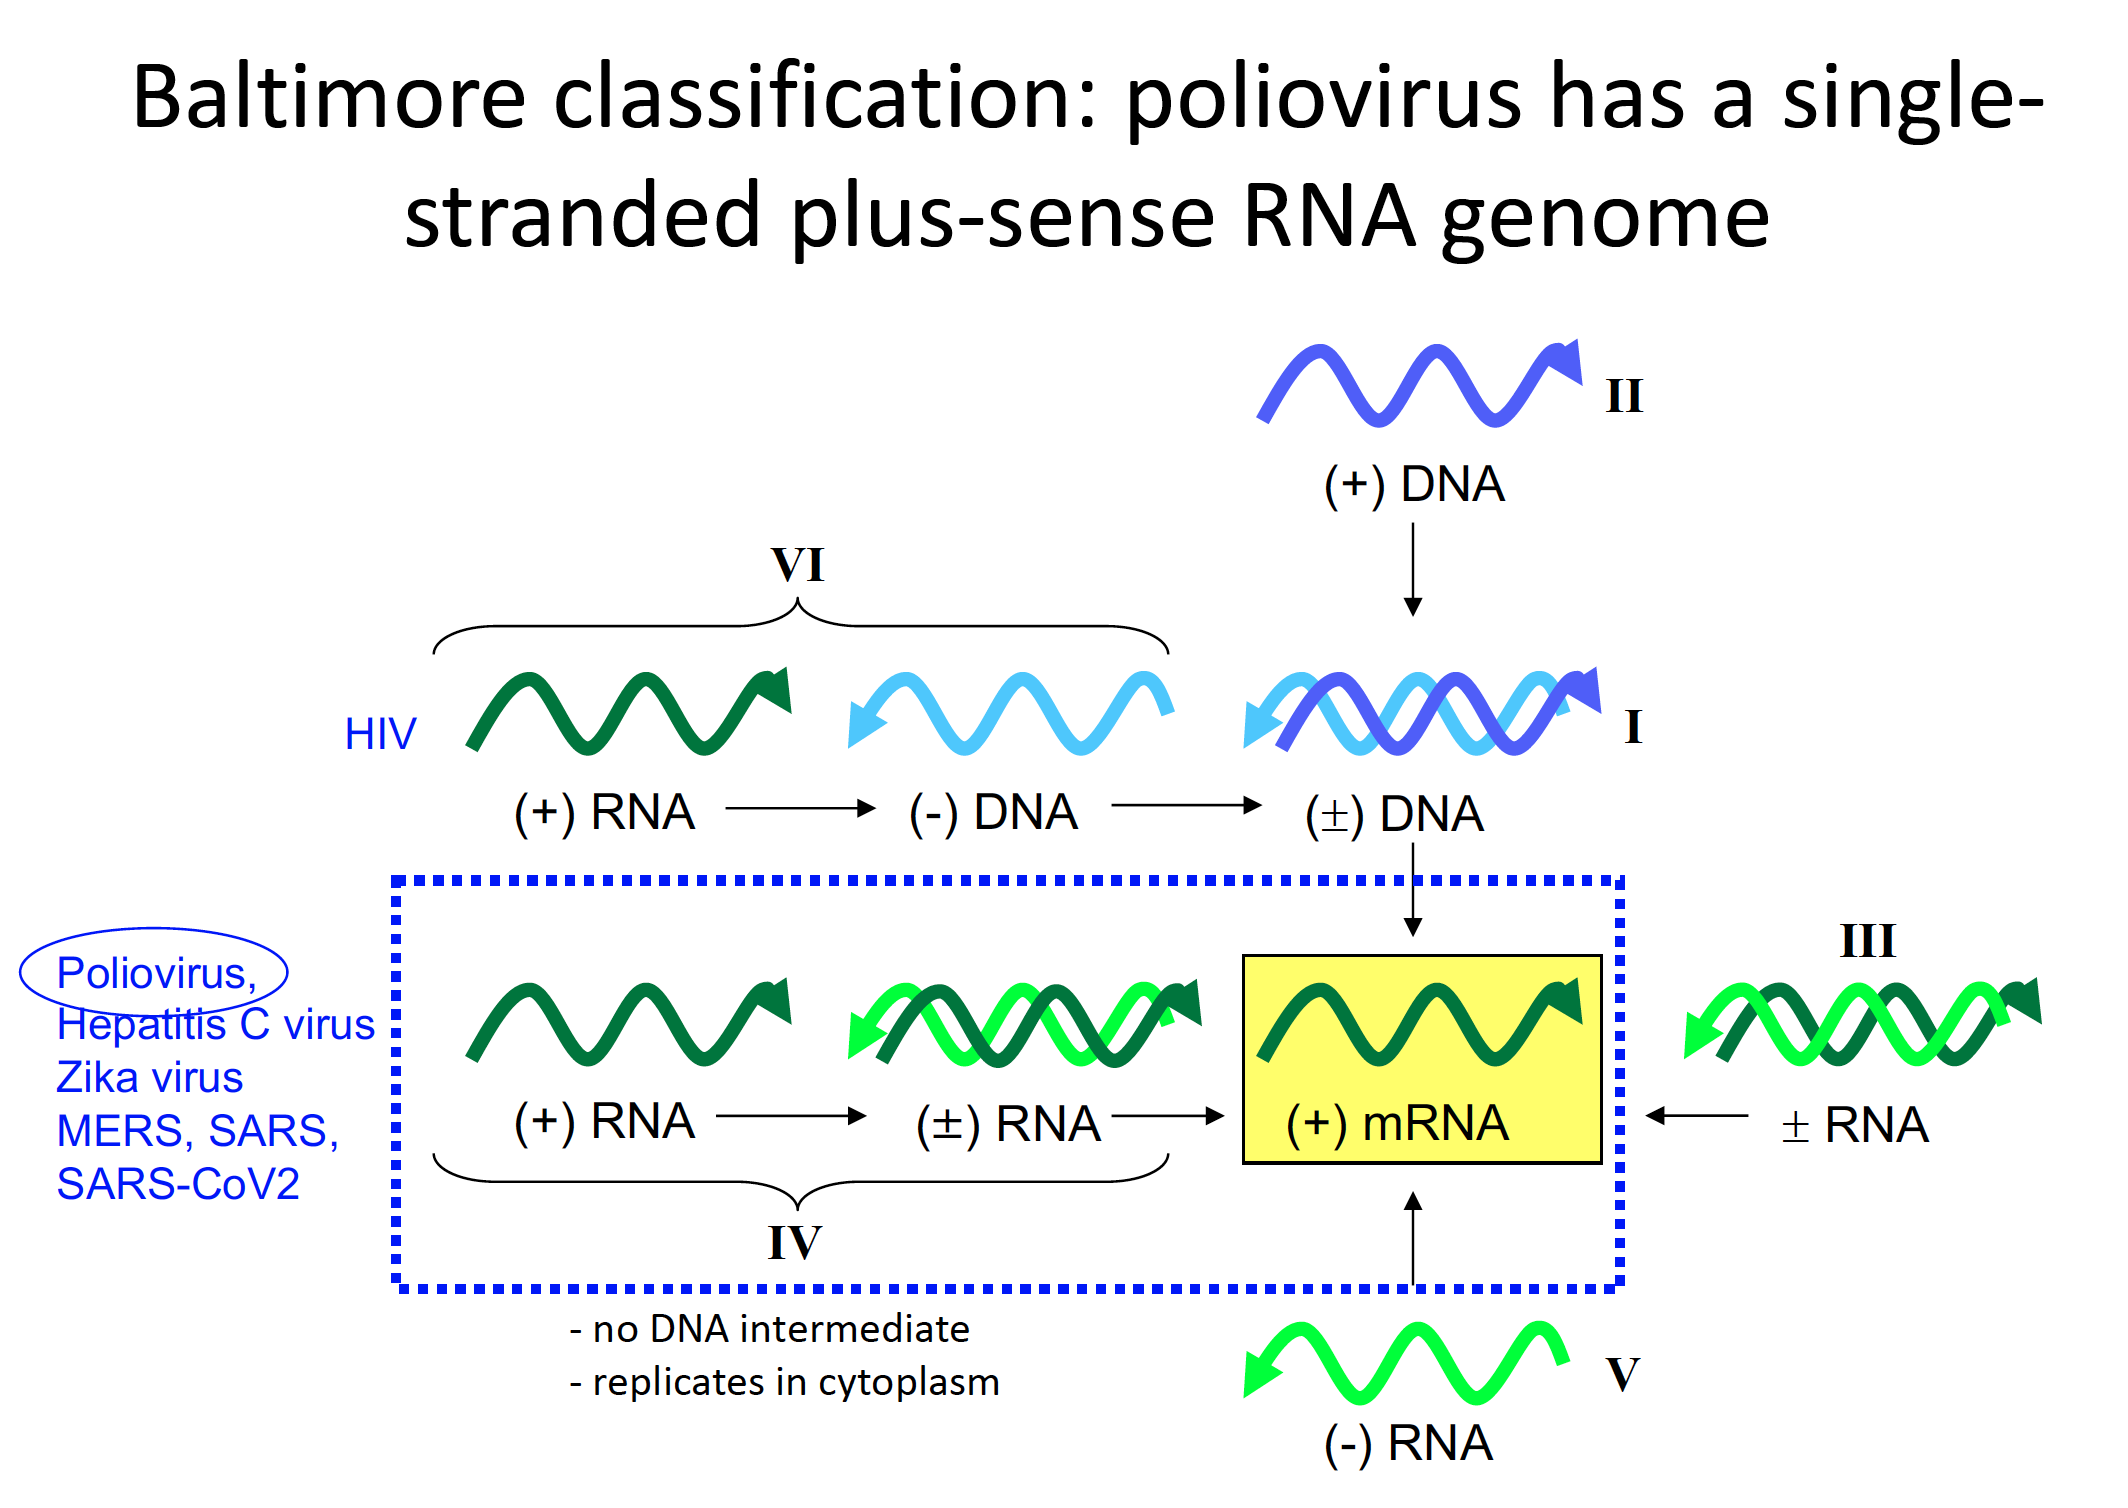 Baltimore classification: poliovirus has a single-
stranded plus-sense RNA genome
II
(+) DNA
VI
HIV
I
(+) RNA
(-) DNA
(±) DNA
Poliovirus,
Hepatitis C virus
Zika virus
MERS, SARS,
SARS-CoV2
III
(+) RNA
(±) RNA
(+) mRNA
± RNA
IV
- no DNA intermediate
- replicates in cytoplasm
V
(-) RNA